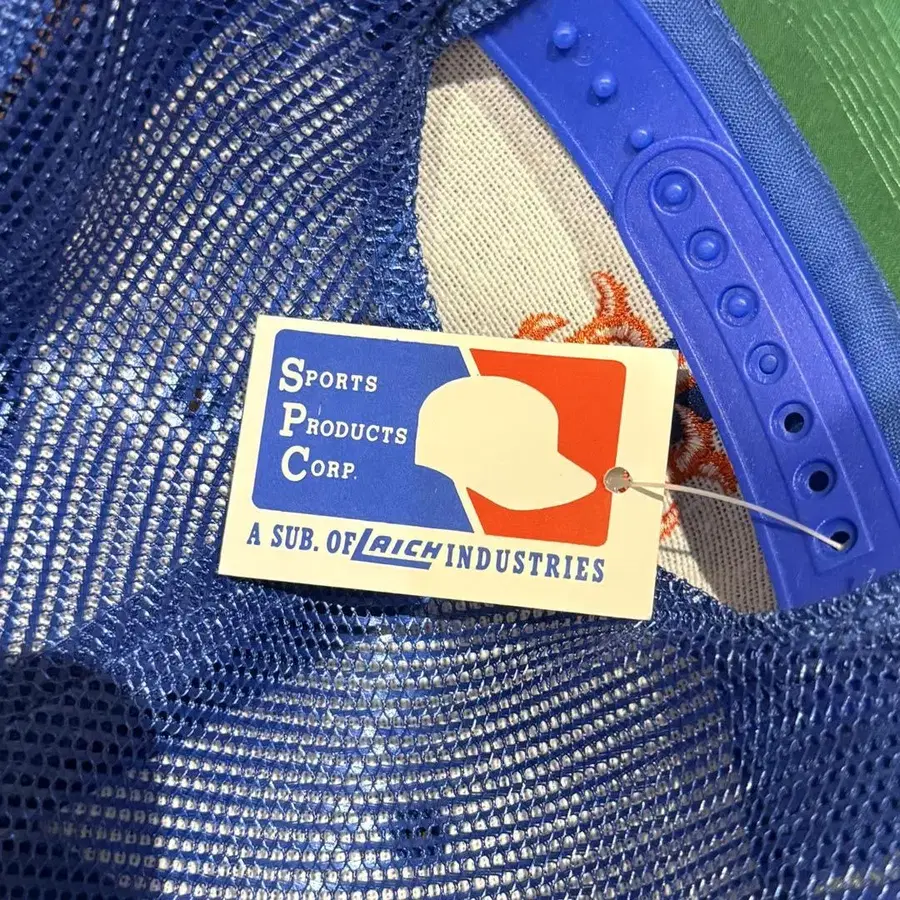 SPORTS
PRODUCTS
CORP.
A SUB. OF LAICH INDUSTRIES